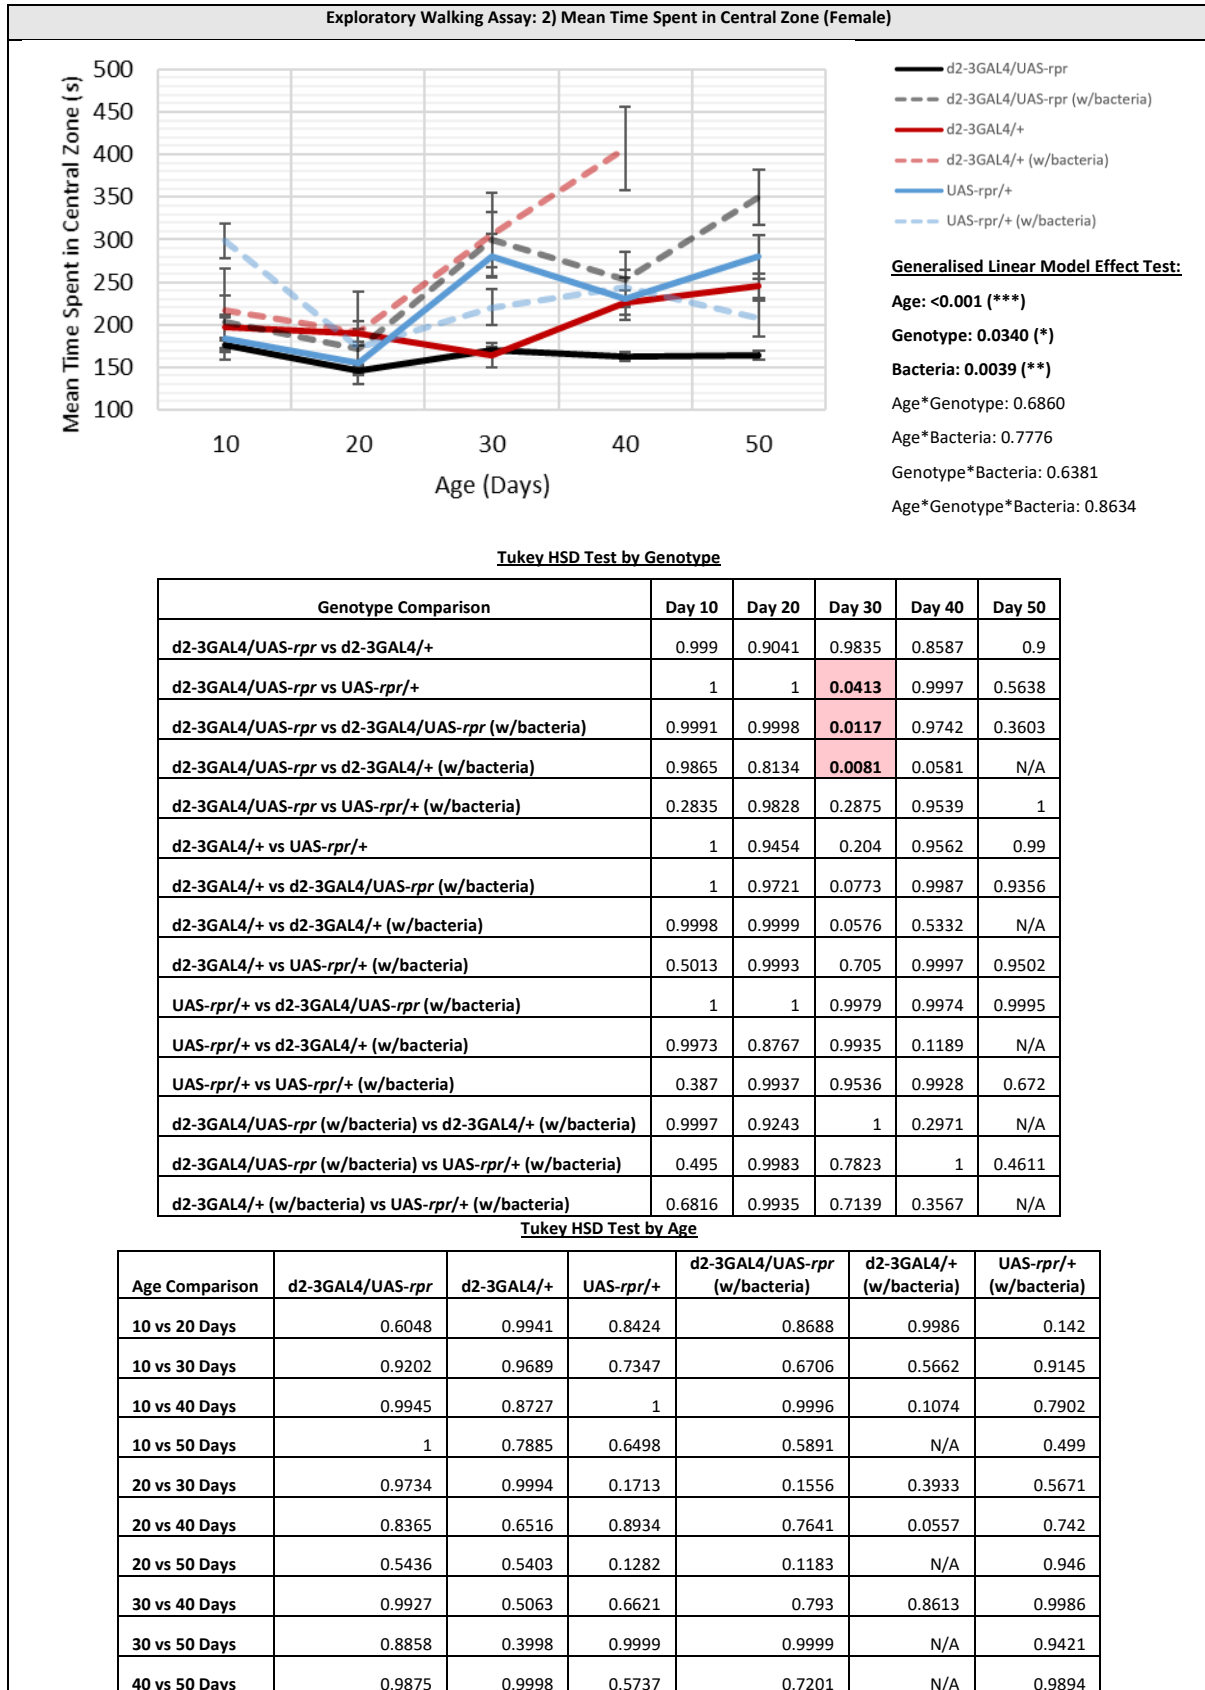 Exploratory Walking Assay: 2) Mean Time Spent in Central Zone (Female)
Mean Time Spent in Central Zone (s)
500
450
400
350
300
250
200
150
100
10 20 30 40 50
Age (Days)
d2-3GAL4/UAS-rpr
d2-3GAL4/UAS-rpr (w/bacteria)
d2-3GAL4/+
d2-3GAL4/+ (w/bacteria)
UAS-rpr/+
UAS-rpr/+ (w/bacteria)
Generalised Linear Model Effect Test:
Age: <0.001 (***)
Genotype: 0.0340 (*)
Bacteria: 0.0039 (**)
Age*Genotype: 0.6860
Age*Bacteria: 0.7776
Genotype*Bacteria: 0.6381
Age*Genotype*Bacteria: 0.8634
Tukey HSD Test by Genotype
Genotype Comparison Day 10 Day 20 Day 30 Day 40 Day 50
d2-3GAL4/UAS-rpr vs d2-3GAL4/+ 0.999 0.9041 0.9835 0.8587 0.9
d2-3GAL4/UAS-rpr vs UAS-rpr/+ 1 1 0.0413 0.9997 0.5638
d2-3GAL4/UAS-rpr vs d2-3GAL4/UAS-rpr (w/bacteria) 0.9991 0.9998 0.0117 0.9742 0.3603
d2-3GAL4/UAS-rpr vs d2-3GAL4/+ (w/bacteria) 0.9865 0.8134 0.0081 0.0581 N/A
d2-3GAL4/UAS-rpr vs UAS-rpr/+ (w/bacteria) 0.2835 0.9828 0.2875 0.9539 1
d2-3GAL4/+ vs UAS-rpr/+ 1 0.9454 0.204 0.9562 0.99
d2-3GAL4/+ vs d2-3GAL4/UAS-rpr (w/bacteria) 1 0.9721 0.0773 0.9987 0.9356
d2-3GAL4/+ vs d2-3GAL4/+ (w/bacteria) 0.9998 0.9999 0.0576 0.5332 N/A
d2-3GAL4/+ vs UAS-rpr/+ (w/bacteria) 0.5013 0.9993 0.705 0.9997 0.9502
UAS-rpr/+ vs d2-3GAL4/UAS-rpr (w/bacteria) 1 1 0.9979 0.9974 0.9995
UAS-rpr/+ vs d2-3GAL4/+ (w/bacteria) 0.9973 0.8767 0.9935 0.1189 N/A
UAS-rpr/+ vs UAS-rpr/+ (w/bacteria) 0.387 0.9937 0.9536 0.9928 0.672
d2-3GAL4/UAS-rpr (w/bacteria) vs d2-3GAL4/+ (w/bacteria) 0.9997 0.9243 1 0.2971 N/A
d2-3GAL4/UAS-rpr (w/bacteria) vs UAS-rpr/+ (w/bacteria) 0.495 0.9983 0.7823 1 0.4611
d2-3GAL4/+ (w/bacteria) vs UAS-rpr/+ (w/bacteria) 0.6816 0.9935 0.7139 0.3567 N/A
Tukey HSD Test by Age
Age Comparison d2-3GAL4/UAS-rpr d2-3GAL4/+ UAS-rpr/+ d2-3GAL4/UAS-rpr (w/bacteria) d2-3GAL4/+ (w/bacteria) UAS-rpr/+ (w/bacteria)
10 vs 20 Days 0.6048 0.9941 0.8424 0.8688 0.9986 0.142
10 vs 30 Days 0.9202 0.9689 0.7347 0.6706 0.5662 0.9145
10 vs 40 Days 0.9945 0.8727 1 0.9996 0.1074 0.7902
10 vs 50 Days 1 0.7885 0.6498 0.5891 N/A 0.499
20 vs 30 Days 0.9734 0.9994 0.1713 0.1556 0.3933 0.5671
20 vs 40 Days 0.8365 0.6516 0.8934 0.7641 0.0557 0.742
20 vs 50 Days 0.5436 0.5403 0.1282 0.1183 N/A 0.946
30 vs 40 Days 0.9927 0.5063 0.6621 0.793 0.8613 0.9986
30 vs 50 Days 0.8858 0.3998 0.9999 0.9999 N/A 0.9421
40 vs 50 Days 0.9875 0.9998 0.5737 0.7201 N/A 0.9894